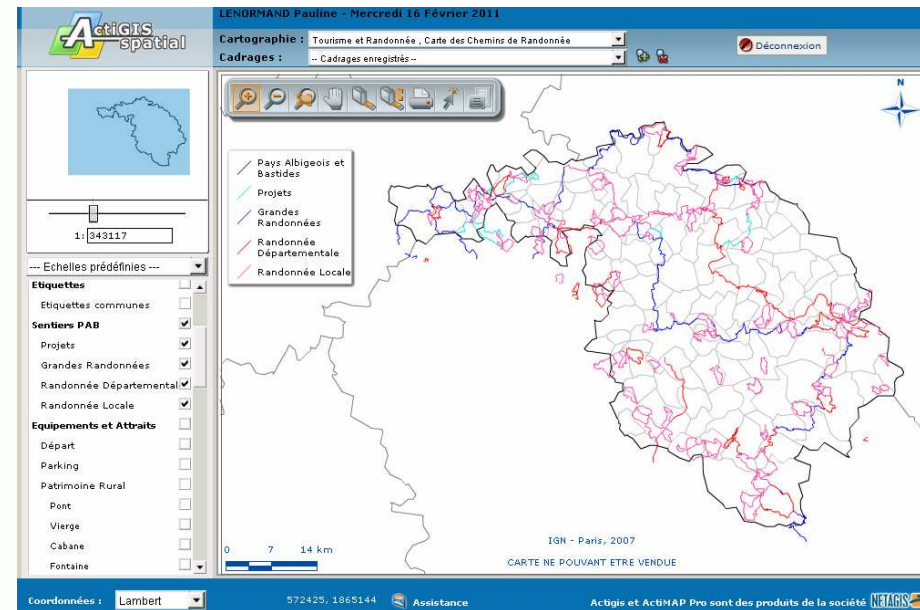 ActiGIS
spatial
LENORMAND Pauline - Mercredi 16 Février 2011
Cartographie : Tourisme et Randonnée , Carte des Chemins de Randonnée
Cadrages : -- Cadrages enregistrés --
Déconnexion
1: 343117
--- Echelles prédéfinies ---
Etiquettes
Etiquettes communes
Sentiers PAB
Projets
Grandes Randonnées
Randonnée Départemental
Randonnée Locale
Equipements et Attraits
Départ
Parking
Patrimoine Rural
Pont
Vierge
Cabane
Fontaine
N
Pays Albigeois et
Bastides
Projets
Grandes
Randonnées
Randonnée
Départementale
Randonnée Locale
0 7 14 km
IGN - Paris, 2007
CARTE NE POUVANT ETRE VENDUE
Coordonnées : Lambert
572425, 1865144
Assistance
Actigis et ActiMAP Pro sont des produits de la société NETAGIS